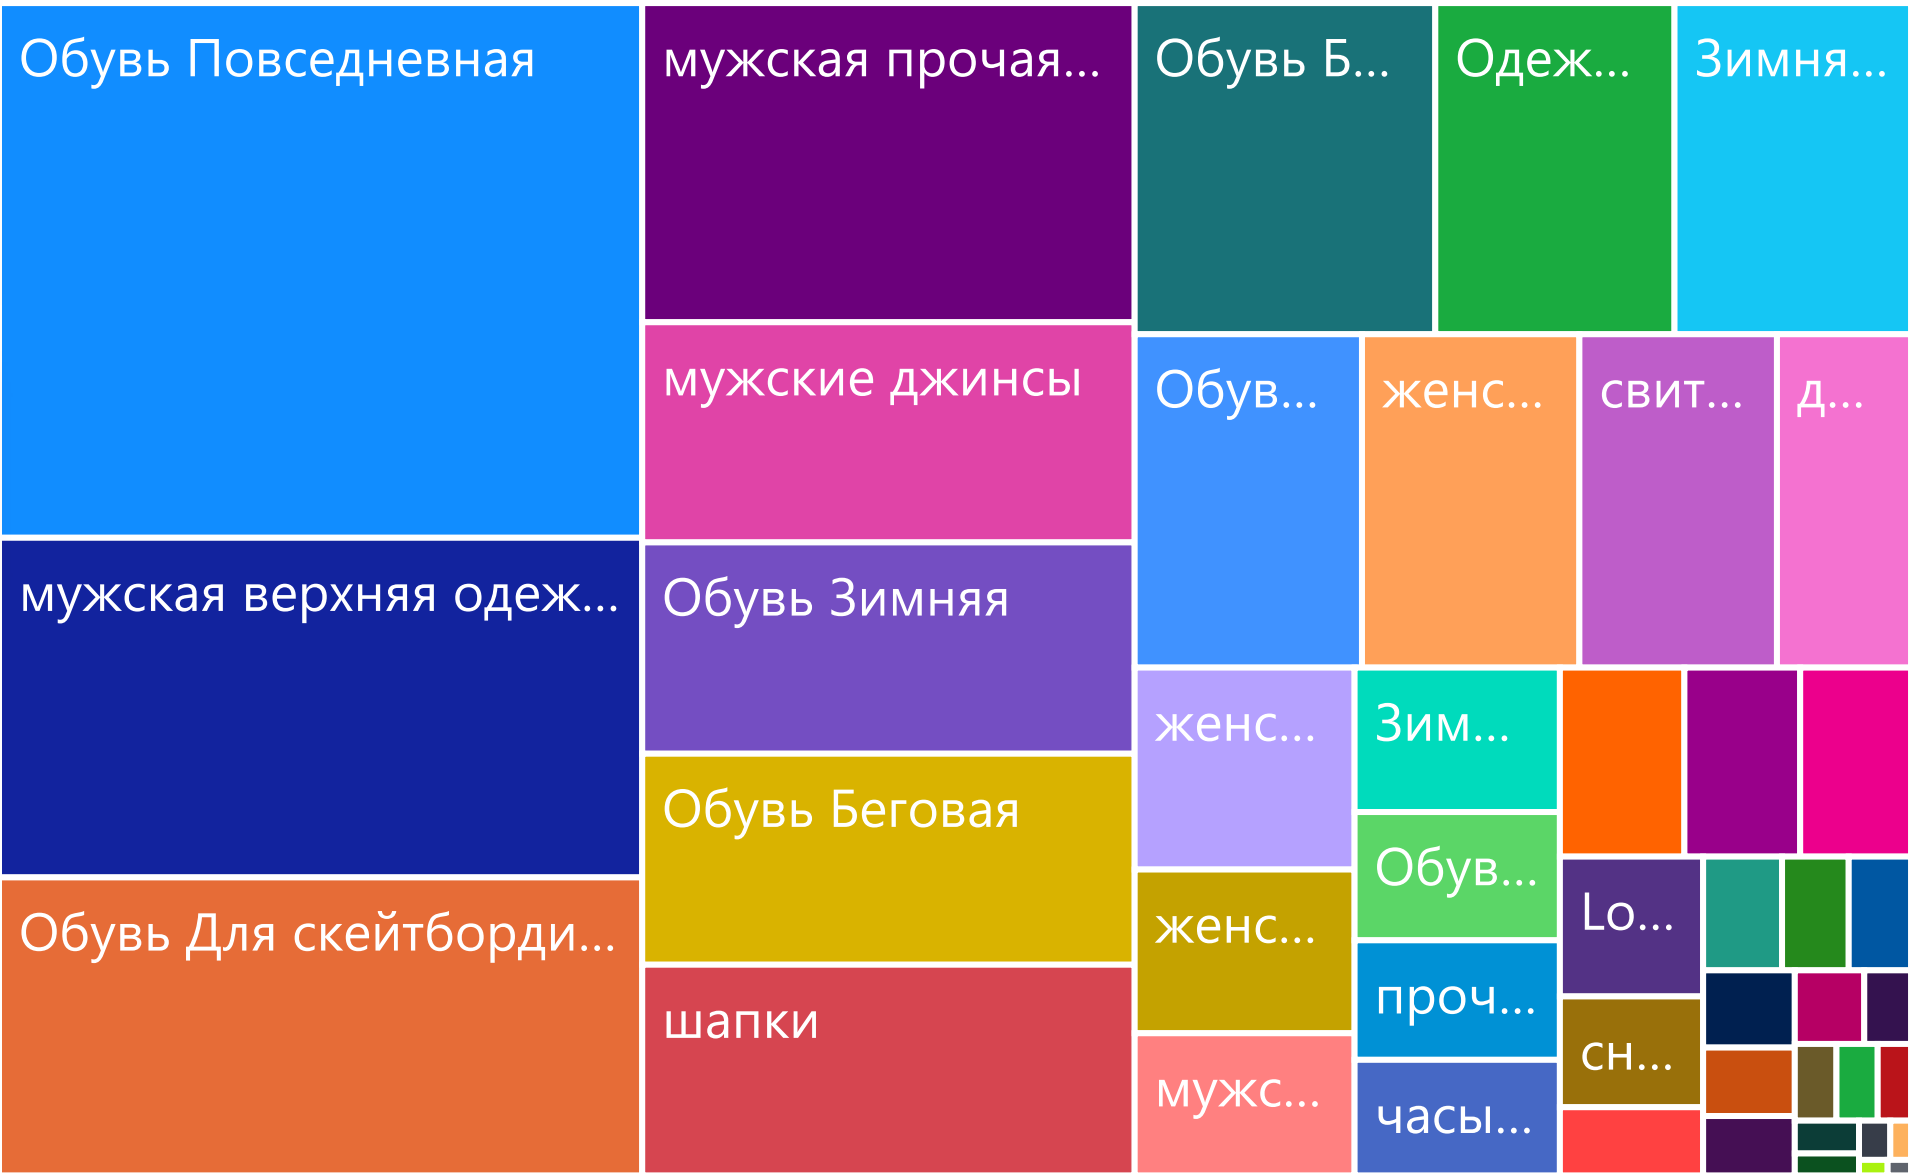 Обувь Повседневная
мужская верхняя одеж...
Обувь Для скейтборди...
мужская прочая...
мужские джинсы
Обувь Зимняя
Обувь Беговая
шапки
Обувь Б...
Одеж...
Зимня...
Обув...
женс...
свит...
д...
женс...
женс...
мужс...
Зим...
Обув...
проч...
часы...
Lo...
сн...